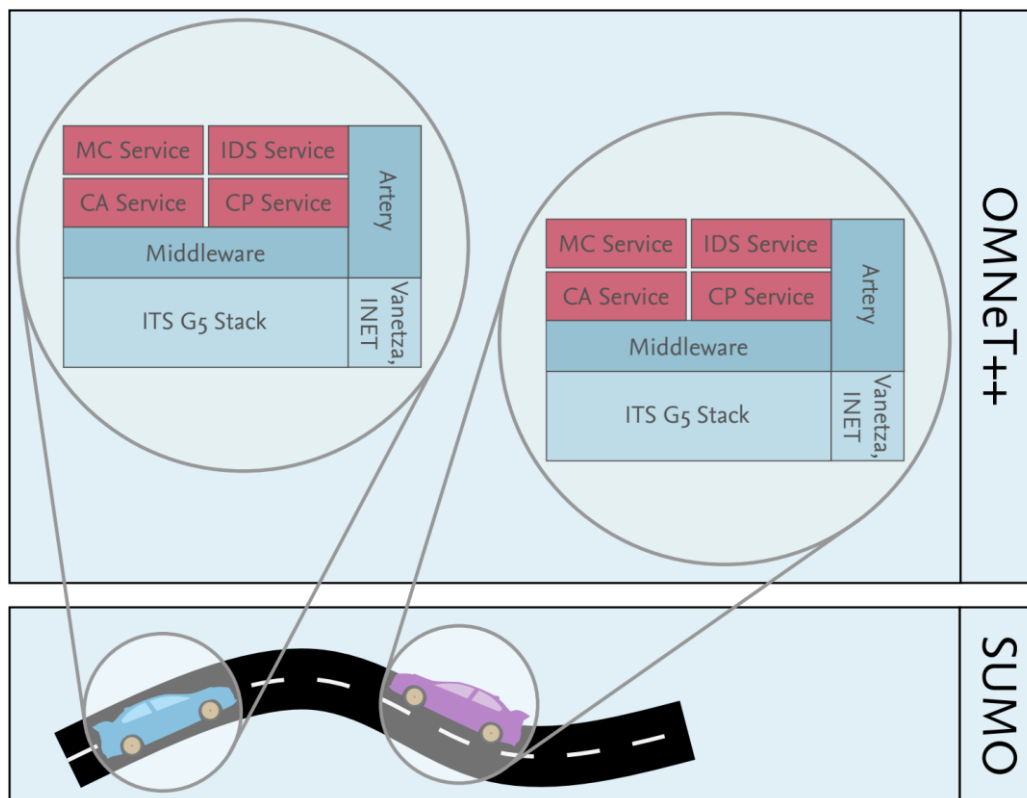 MC Service
IDS Service
CA Service
CP Service
Artery
Middleware
ITS G5 Stack
Vanetza,
INET
MC Service
IDS Service
CA Service
CP Service
Artery
Middleware
ITS G5 Stack
Vanetza,
INET
OMNeT++
SUMO